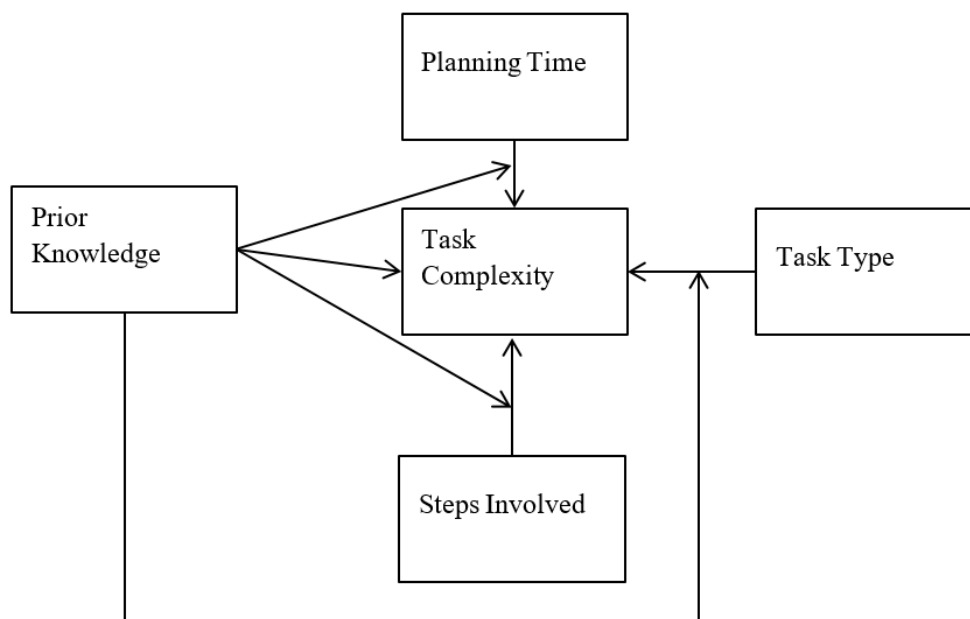 Planning Time
Prior
Knowledge
Task
Complexity
Task Type
Steps Involved